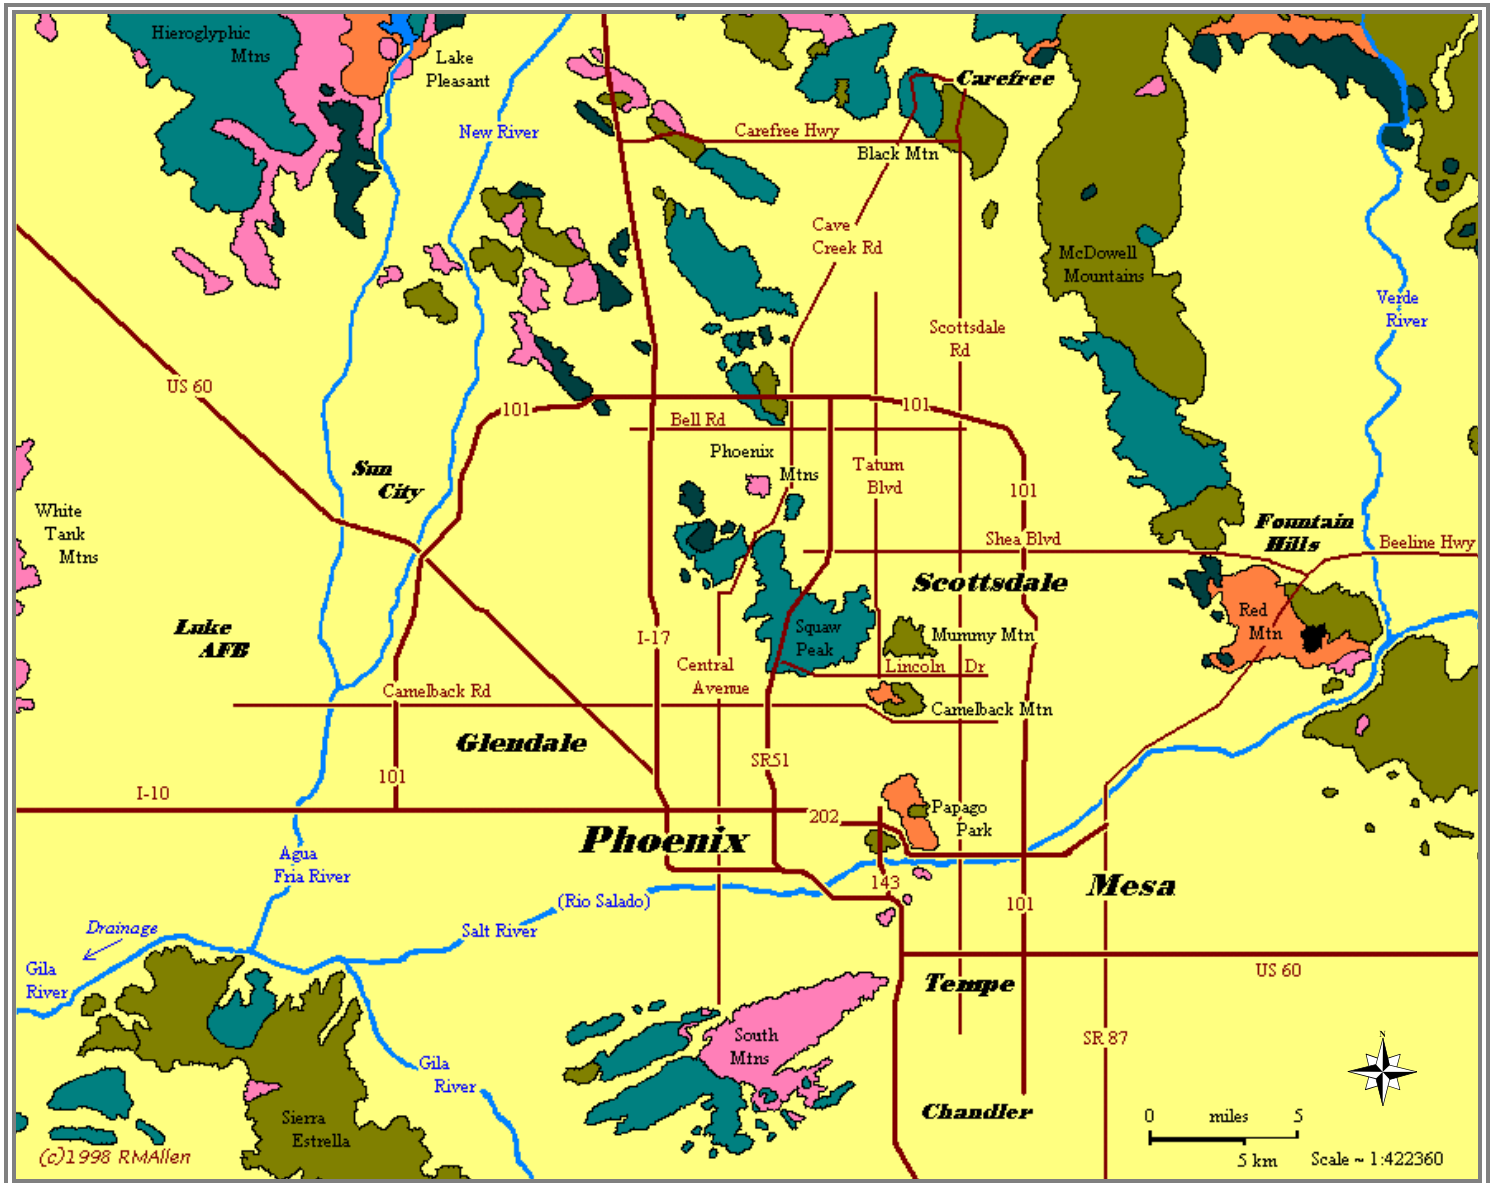 Hieroglyphic
Mtns
Lake
Pleasant
Carefree
New River
Carefree Hwy
Black Mtn
Cave
Creek Rd
McDowell
Mountains
Verde
River
Scottsdale
Rd
US 60
101
101
Bell Rd
Phoenix
Mtns
Tatum
Blvd
Sun
City
101
White
Tank
Mtns
Fountain
Hills
Shea Blvd
Beeline Hwy
Scottsdale
Red
Mtn
Luke
AFB
I-17
Squaw
Peak
Mummy Mtn
Central
Avenue
Lincoln Dr
Camelback Rd
Camelback Mtn
Glendale
SR51
101
I-10
202
Papago
Park
Phoenix
Agua
Fria River
143
Mesa
(Rio Salado)
101
Drainage
Salt River
Gila
River
US 60
Tempe
South
Mtns
SR 87
N
Gila
River
Sierra
Estrella
Chandler
0 miles 5
5 km
Scale ~ 1:422360
(c)1998 RMAllen